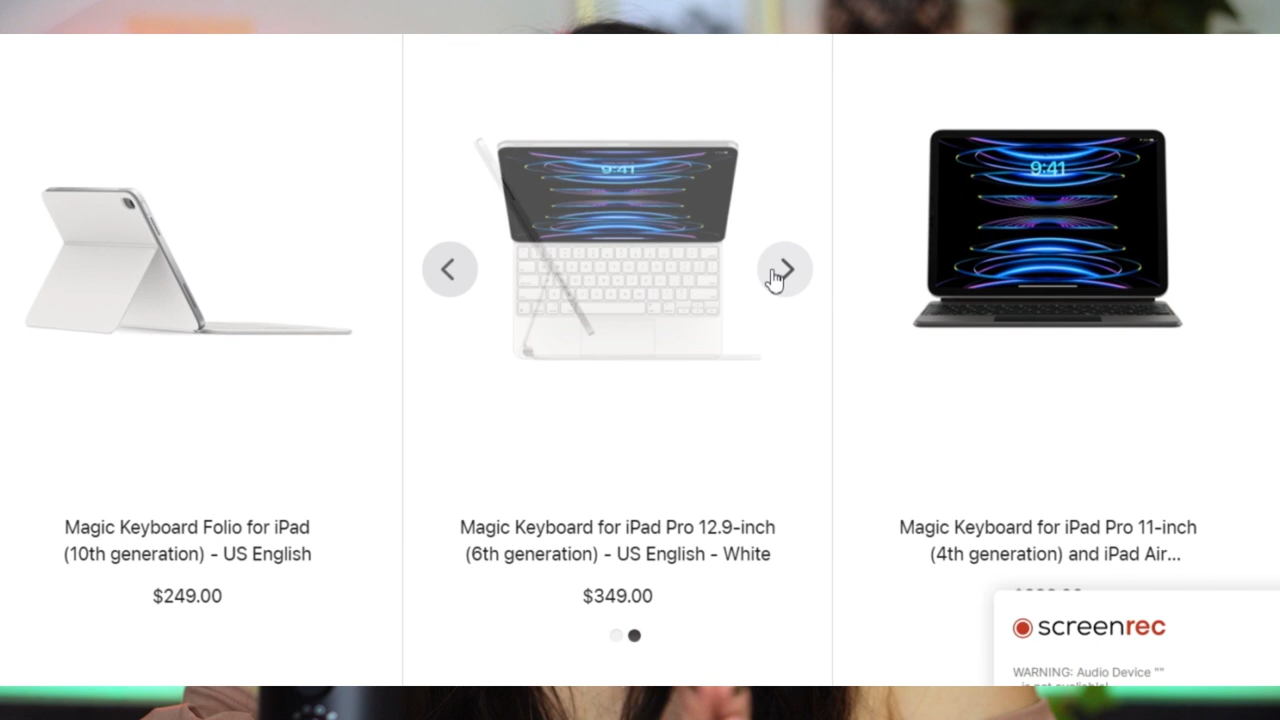 9:41
9:41
Magic Keyboard Folio for iPad
(10th generation) - US English
$249.00
Magic Keyboard for iPad Pro 12.9-inch
(6th generation) - US English - White
$349.00
Magic Keyboard for iPad Pro 11-inch
(4th generation) and iPad Air...
screenrec
WARNING: Audio Device ""